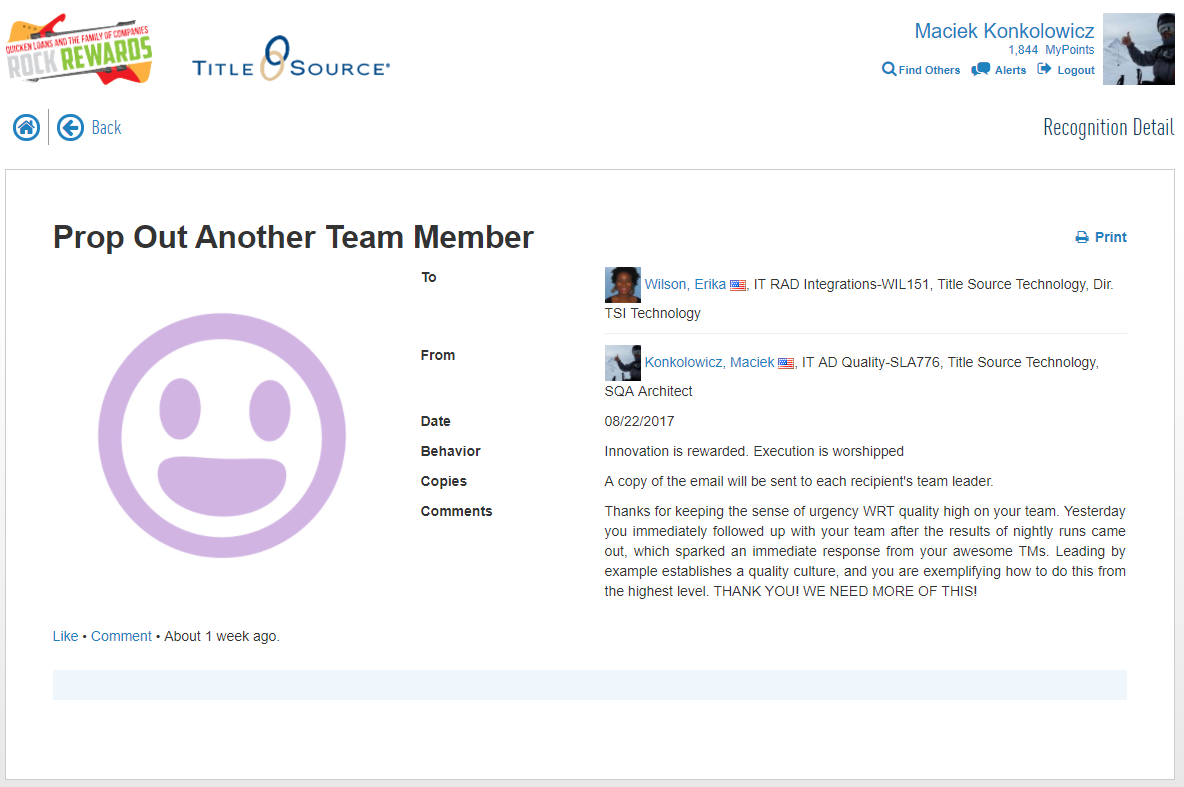 QUICKEN LOANS AND THE FAMILY OF COMPANIES
ROCK REWARDS
TITLE SOURCE®
Maciek Konkolowicz
1,844 MyPoints
Find Others Alerts Logout
Back
Recognition Detail
Prop Out Another Team Member
Print
To
Wilson, Erika , IT RAD Integrations-WIL151, Title Source Technology, Dir.
TSI Technology
From
Konkolowicz, Maciek , IT AD Quality-SLA776, Title Source Technology,
SQA Architect
Date
08/22/2017
Behavior
Innovation is rewarded. Execution is worshipped
Copies
A copy of the email will be sent to each recipient's team leader.
Comments
Thanks for keeping the sense of urgency WRT quality high on your team. Yesterday
you immediately followed up with your team after the results of nightly runs came
out, which sparked an immediate response from your awesome TMs. Leading by
example establishes a quality culture, and you are exemplifying how to do this from
the highest level. THANK YOU! WE NEED MORE OF THIS!
Like • Comment • About 1 week ago.